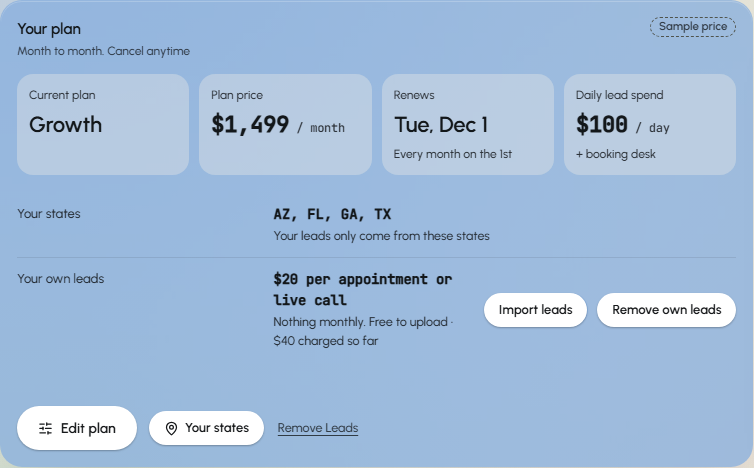 Your plan
Sample price
Month to month. Cancel anytime
Current plan
Growth
Plan price
$1,499 / month
Renews
Tue, Dec 1
Every month on the 1st
Daily lead spend
$100 / day
+ booking desk
Your states
AZ, FL, GA, TX
Your leads only come from these states
Your own leads
$20 per appointment or
live call
Nothing monthly. Free to upload ·
$40 charged so far
Import leads
Remove own leads
Edit plan
Your states
Remove Leads